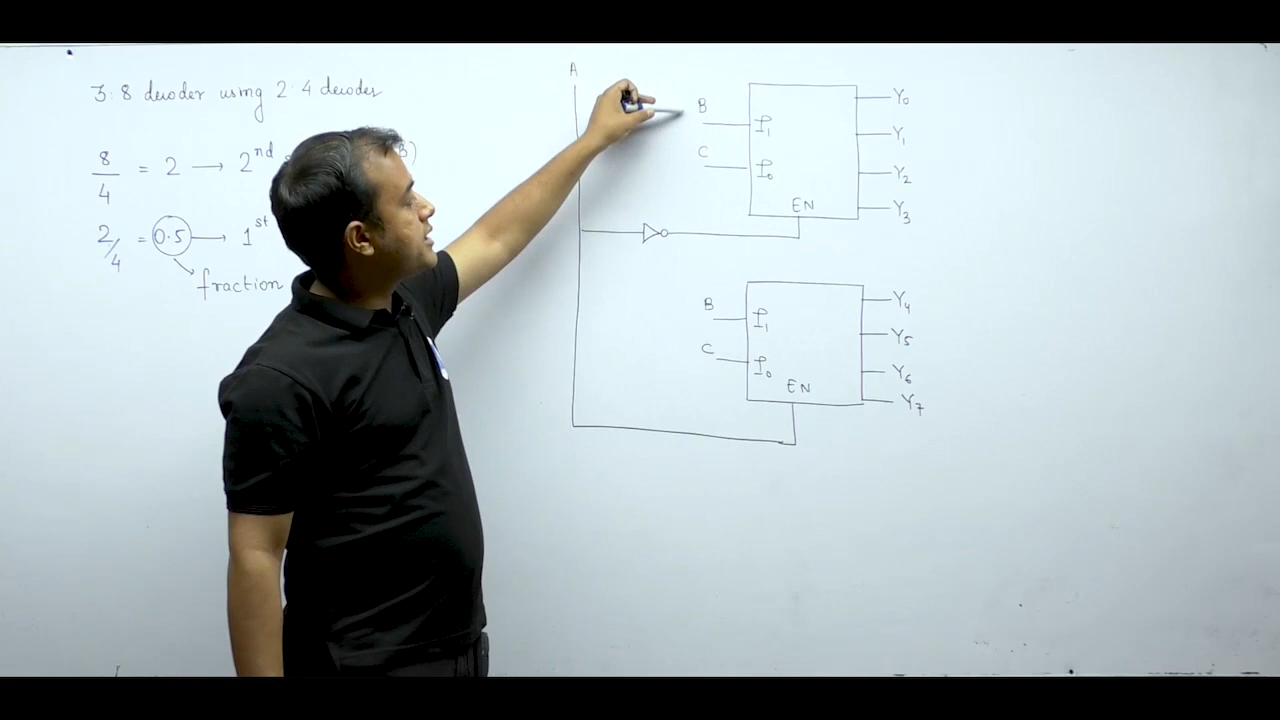 3:8 decoder using 2:4 decoder
8/4 = 2 → 2nd B)
2/4 = 0.5 → 1st
fraction
A
B
I1
Y0
Y1
C
I0
Y2
EN
Y3
B
I1
Y4
Y5
C
I0
Y6
EN
Y7